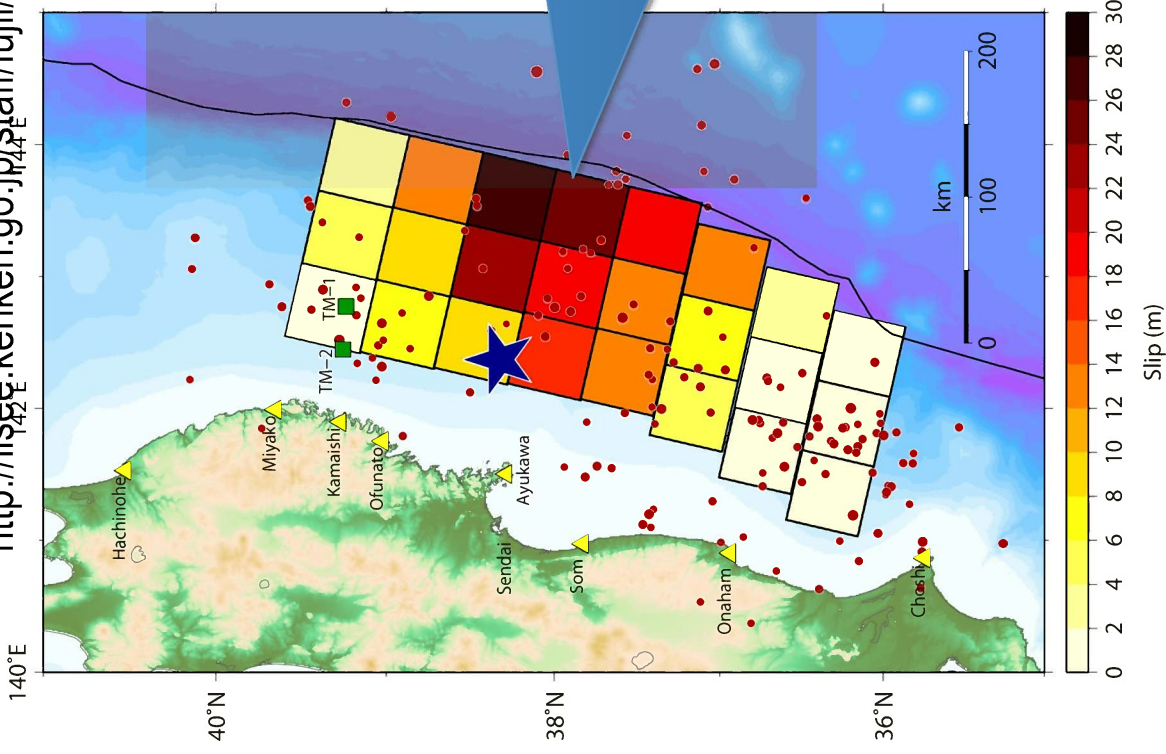 http://iisee.kenken.go.jp/staff/fujii/
144°E
142°E
140°E
40°N
38°N
36°N
TM-1
TM-2
Miyako
Kamaishi
Ofunato
Hachinohe
Ayukawa
Sendai
Som
Onaham
Choshi
km
0
100
200
0
2
4
6
8
10
12
14
16
18
20
22
24
26
28
30
Slip (m)